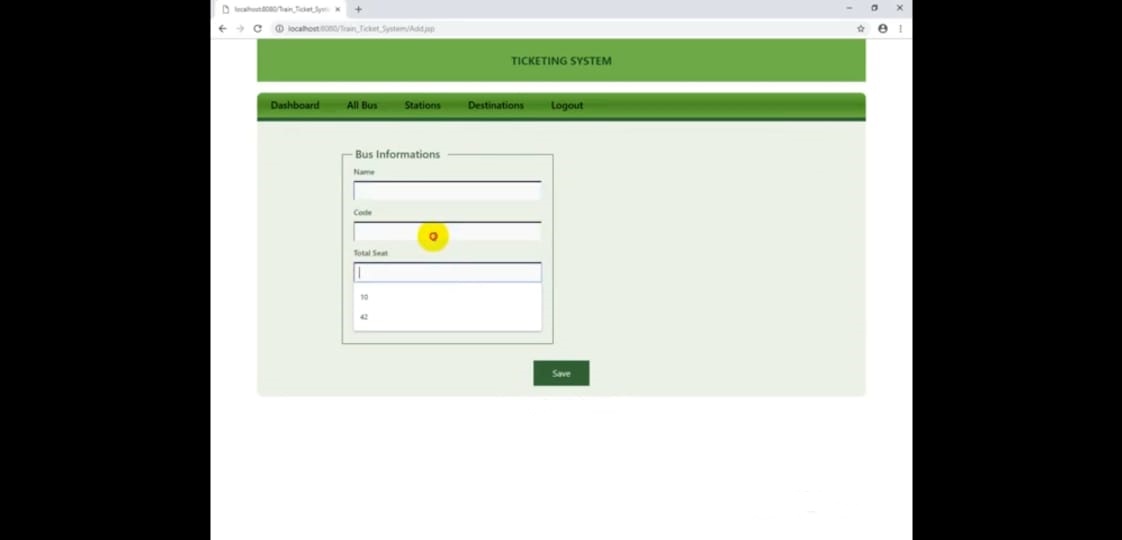 localhost:8080/Train_Ticket_Syst
localhost:8080/Train_Ticket_System/Add.jsp
TICKETING SYSTEM
Dashboard All Bus Stations Destinations Logout
Bus Informations
Name
Code
Total Seat
10
42
Save